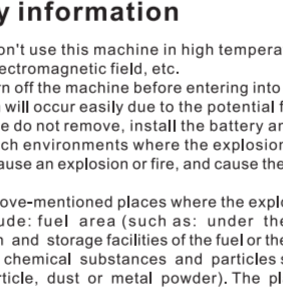 y information
on't use this machine in high tempera
ectromagnetic field, etc.
rn off the machine before entering into
will occur easily due to the potential f
e do not remove, install the battery an
ch environments where the explosion
ause an explosion or fire, and cause the
ove-mentioned places where the explo
ude: fuel area (such as: under the
and storage facilities of the fuel or the
chemical substances and particles s
rticle, dust or metal powder). The pl